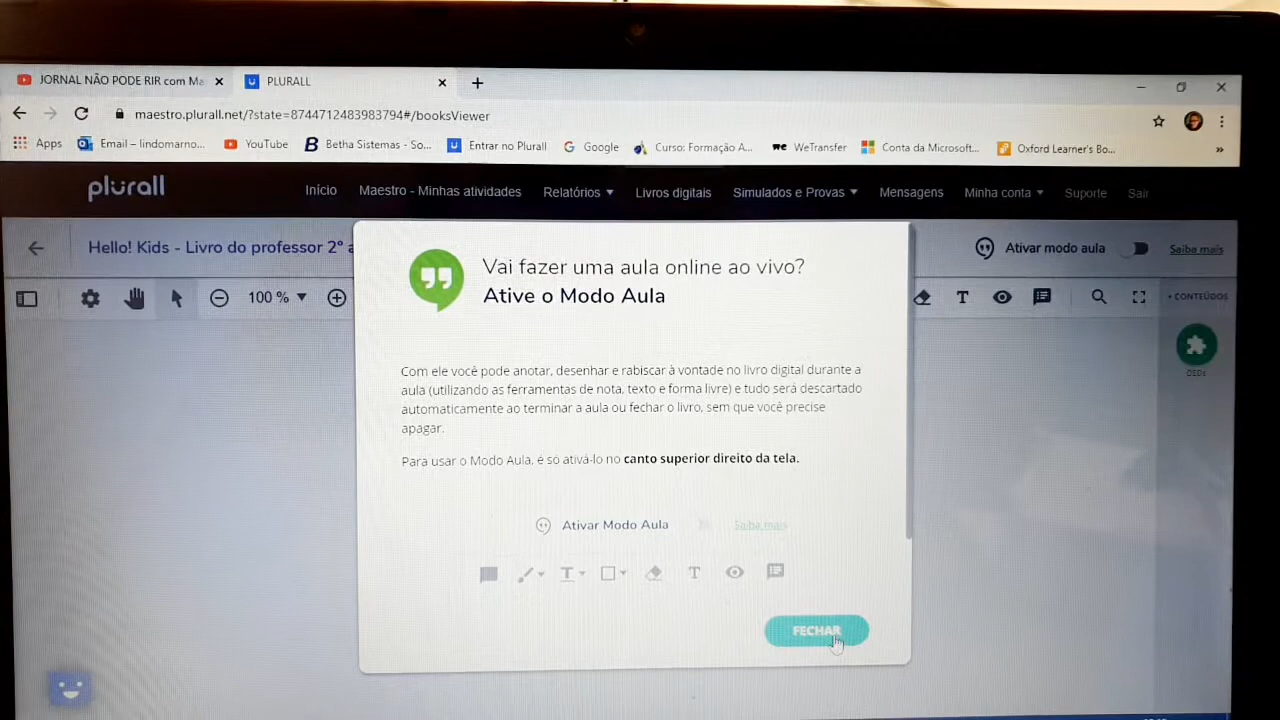 JORNAL NÃO PODE RIR com Ma
PLURALL
maestro.plurall.net/?state=8744712483983794#/booksViewer
Apps
Email – lindomarno...
YouTube
Betha Sistemas - So...
Entrar no Plurall
Google
Curso: Formação A...
WeTransfer
Conta da Microsoft...
Oxford Learner's Bo...
plurall
Início
Maestro - Minhas atividades
Relatórios
Livros digitais
Simulados e Provas
Mensagens
Minha conta
Suporte
Sair
Hello! Kids - Livro do professor 2° a
Ativar modo aula
Saiba mais
100 %
+ CONTEÚDOS
OEDs
Vai fazer uma aula online ao vivo?
Ative o Modo Aula
Com ele você pode anotar, desenhar e rabiscar à vontade no livro digital durante a
aula (utilizando as ferramentas de nota, texto e forma livre) e tudo será descartado
automaticamente ao terminar a aula ou fechar o livro, sem que você precise
apagar.
Para usar o Modo Aula, é só ativá-lo no canto superior direito da tela.
Ativar Modo Aula
Saiba mais
FECHAR